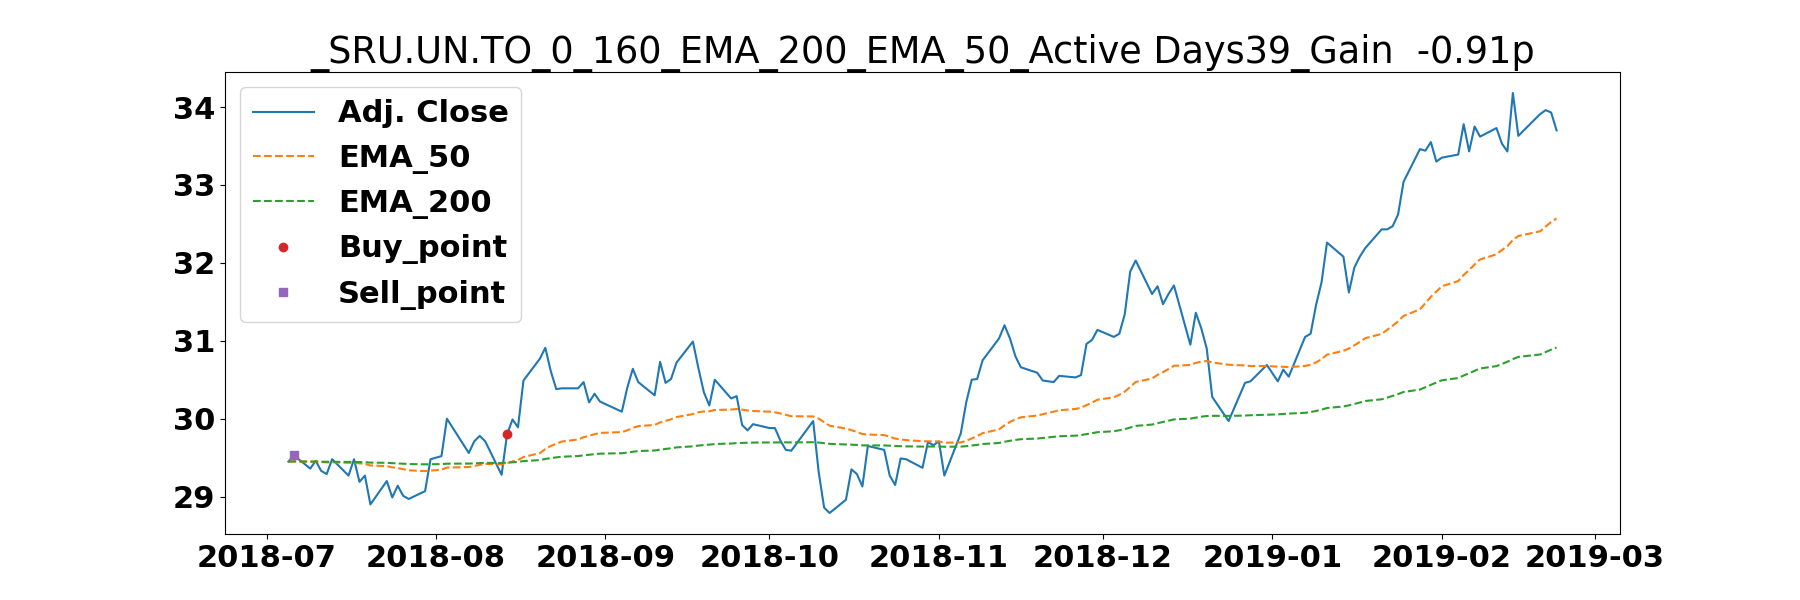 _SRU.UN.TO_0_160_EMA_200_EMA_50_Active Days39_Gain  -0.91p
Adj. Close
EMA_50
EMA_200
Buy_point
Sell_point
34
33
32
31
30
29
2018-07 2018-08 2018-09 2018-10 2018-11 2018-12 2019-01 2019-02 2019-03